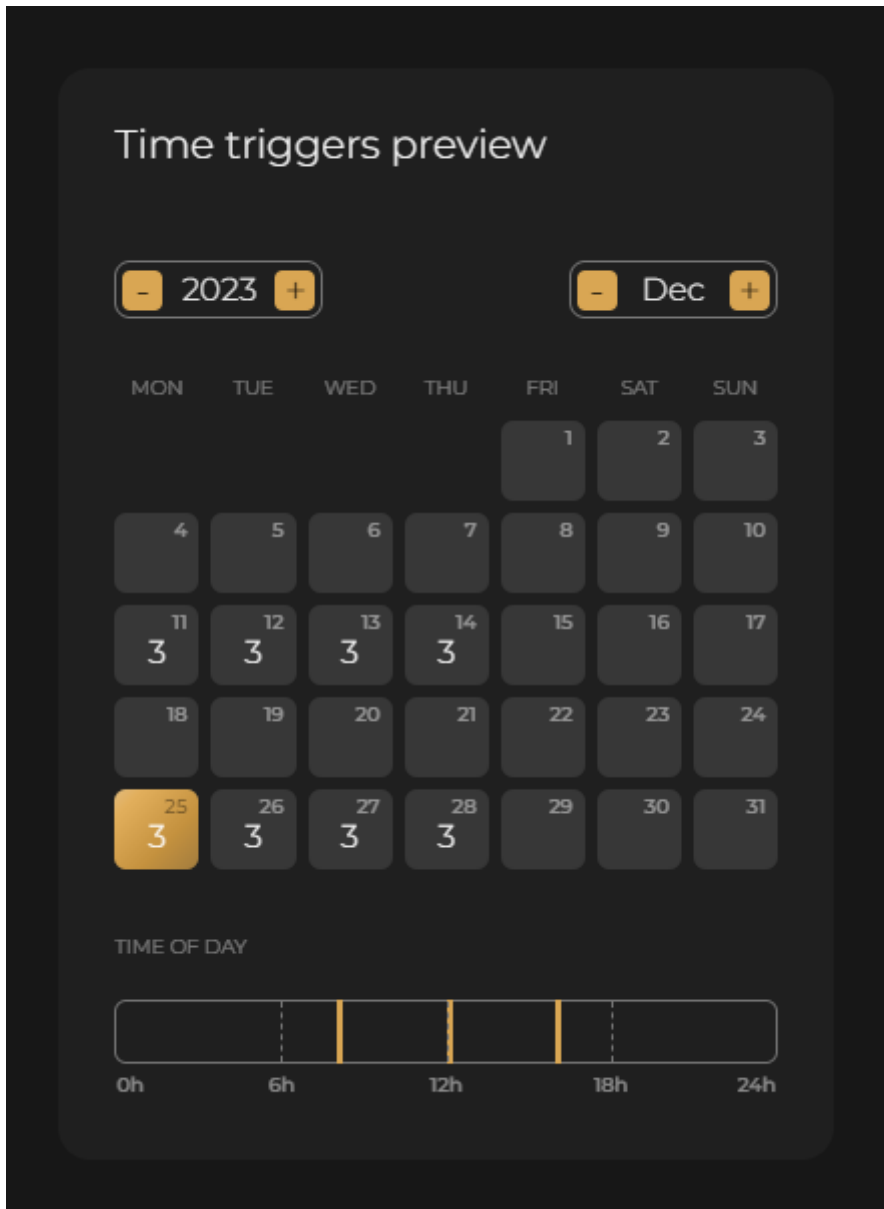 Time triggers preview
- 2023 + - Dec +
MON TUE WED THU FRI SAT SUN
1 2 3
4 5 6 7 8 9 10
11 12 13 14 15 16 17
3 3 3 3
18 19 20 21 22 23 24
25 26 27 28 29 30 31
3 3 3 3
TIME OF DAY
0h 6h 12h 18h 24h